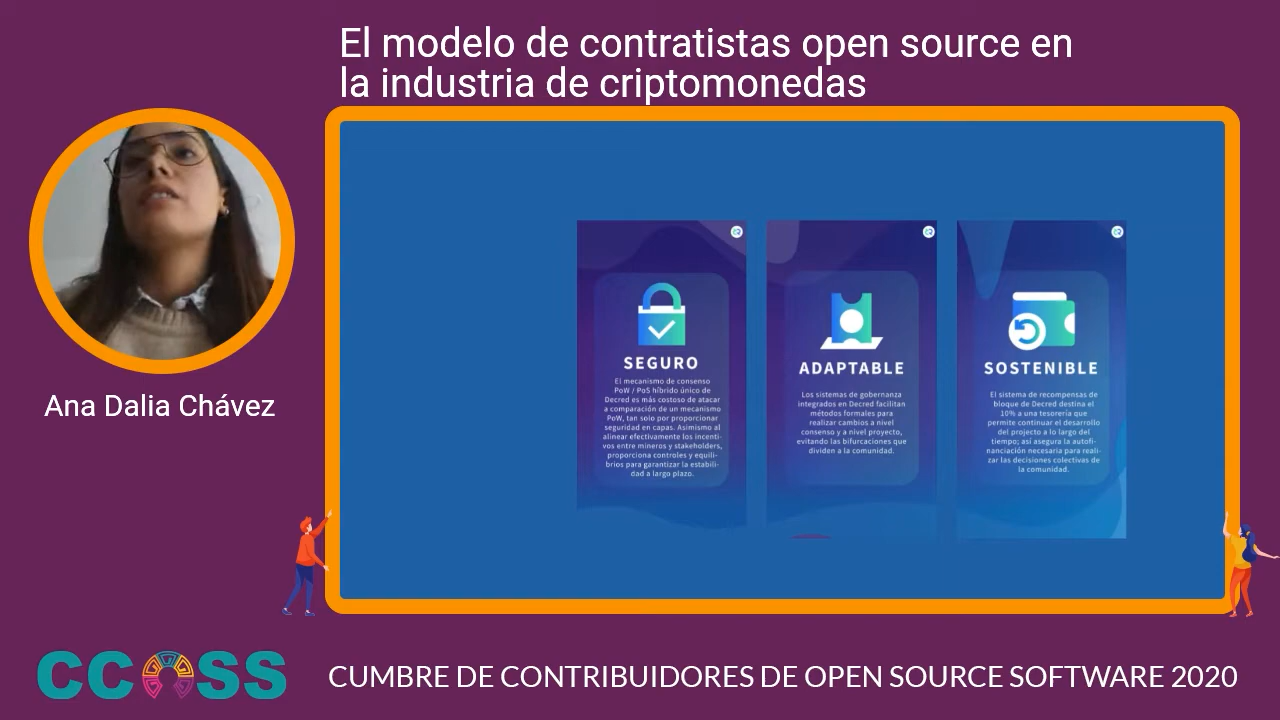 El modelo de contratistas open source en
la industria de criptomonedas
Ana Dalia Chávez
SEGURO
El mecanismo de consenso
PoW / PoS híbrido único de
Decred es más costoso de atacar
a comparación de un mecanismo
PoW, tan solo por proporcionar
seguridad en capas. Asimismo al
alinear efectivamente los incenti-
vos entre mineros y stakeholders,
proporciona controles y equili-
brios para garantizar la estabili-
dad a largo plazo.
ADAPTABLE
Los sistemas de gobernanza
integrados en Decred facilitan
métodos formales para
realizar cambios a nivel
consenso y a nivel proyecto,
evitando las bifurcaciones que
dividen a la comunidad.
SOSTENIBLE
El sistema de recompensas de
bloque de Decred destina el
10% a una tesorería que
permite continuar el desarrollo
del projecto a lo largo del
tiempo; así asegura la autofi-
nanciación necesaria para reali-
zar las decisiones colectivas de
la comunidad.
CCOSS
CUMBRE DE CONTRIBUIDORES DE OPEN SOURCE SOFTWARE 2020